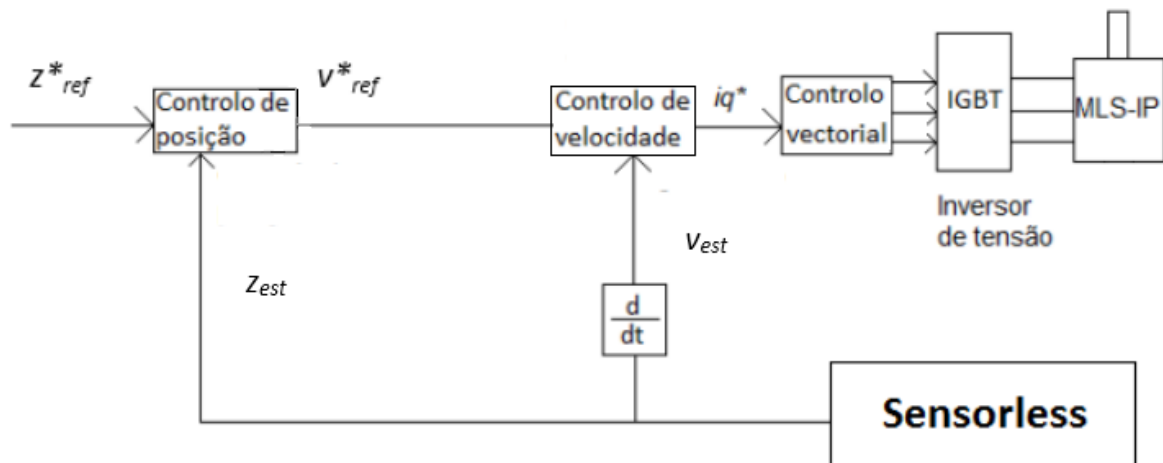 z*ref
v*ref
Controlo de
posição
Controlo de
velocidade
iq*
Controlo
vectorial
IGBT
MLS-IP
Inversor
de tensão
zest
vest
d
dt
Sensorless